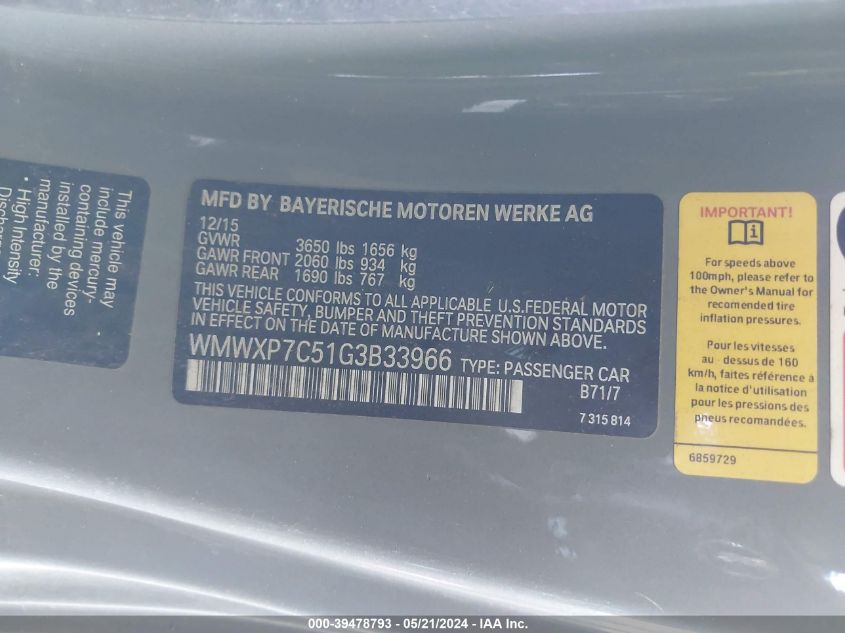 This vehicle may
include mercury-
containing devices
installed by the
manufacturer:
• High Intensity
Discharge
MFD BY BAYERISCHE MOTOREN WERKE AG
12/15
GVWR 3650 lbs 1656 kg
GAWR FRONT 2060 lbs 934 kg
GAWR REAR 1690 lbs 767 kg
THIS VEHICLE CONFORMS TO ALL APPLICABLE U.S.FEDERAL MOTOR
VEHICLE SAFETY, BUMPER AND THEFT PREVENTION STANDARDS
IN EFFECT ON THE DATE OF MANUFACTURE SHOWN ABOVE.
WMWXP7C51G3B33966 TYPE: PASSENGER CAR
B71/7
7 315 814
IMPORTANT!
For speeds above
100mph, please refer to
the Owner's Manual for
recomended tire
inflation pressures.
Pour les vitesses
au - dessus de 160
km/h, faites référence à
la notice d'utilisation
pour les pressions des
pneus recomandées.
6859729
000-39478793 - 05/21/2024 - IAA Inc.